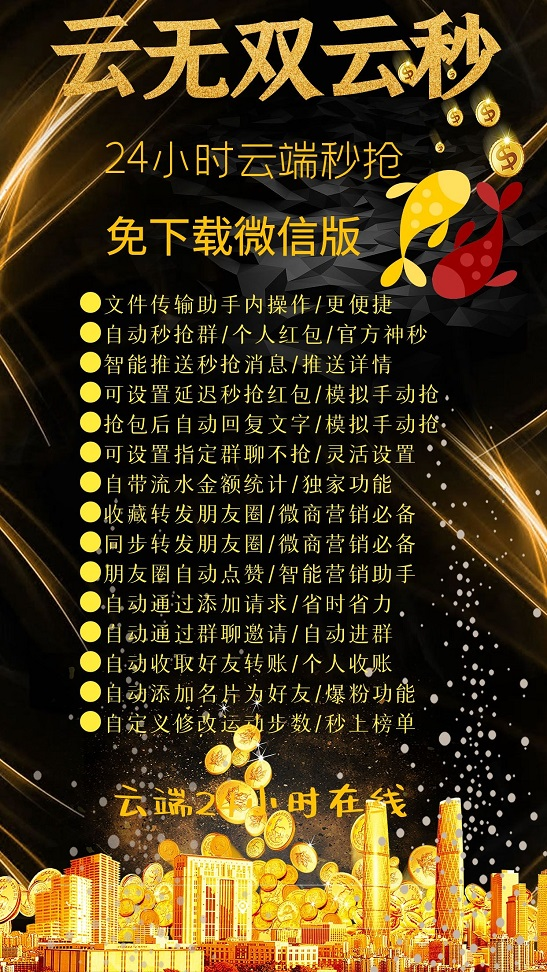 云无双云秒
24小时云端秒抢
免下载微信版
文件传输助手内操作/更便捷
自动秒抢群/个人红包/官方神秒
智能推送秒抢消息/推送详情
可设置延迟秒抢红包/模拟手动抢
抢包后自动回复文字/模拟手动抢
可设置指定群聊不抢/灵活设置
自带流水金额统计/独家功能
收藏转发朋友圈/微商营销必备
同步转发朋友圈/微商营销必备
朋友圈自动点赞/智能营销助手
自动通过添加请求/省时省力
自动通过群聊邀请/自动进群
自动收取好友转账/个人收账
自动添加名片为好友/爆粉功能
自定义修改运动步数/秒上榜单
云端24小时在线